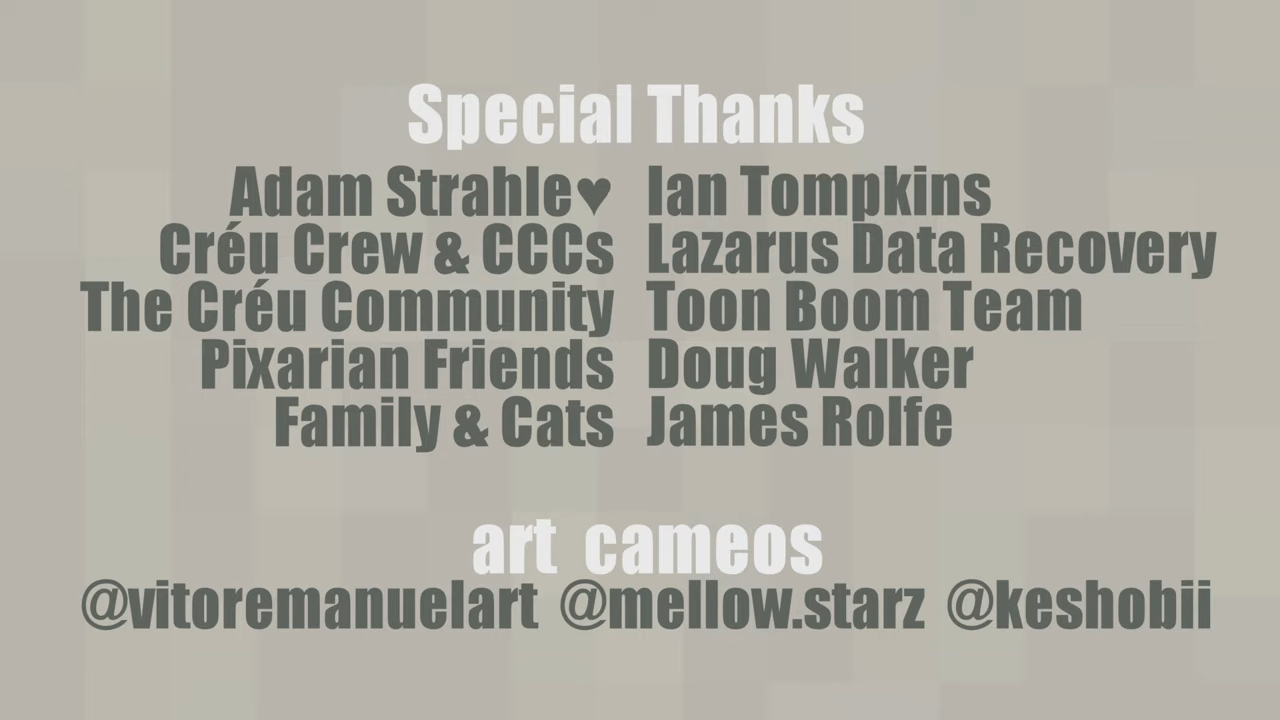 Special Thanks
Adam Strahle♥ Ian Tompkins
Créu Crew & CCCs Lazarus Data Recovery
The Créu Community Toon Boom Team
Pixarian Friends Doug Walker
Family & Cats James Rolfe
art cameos
@vitoremanuelart @mellow.starz @keshobii